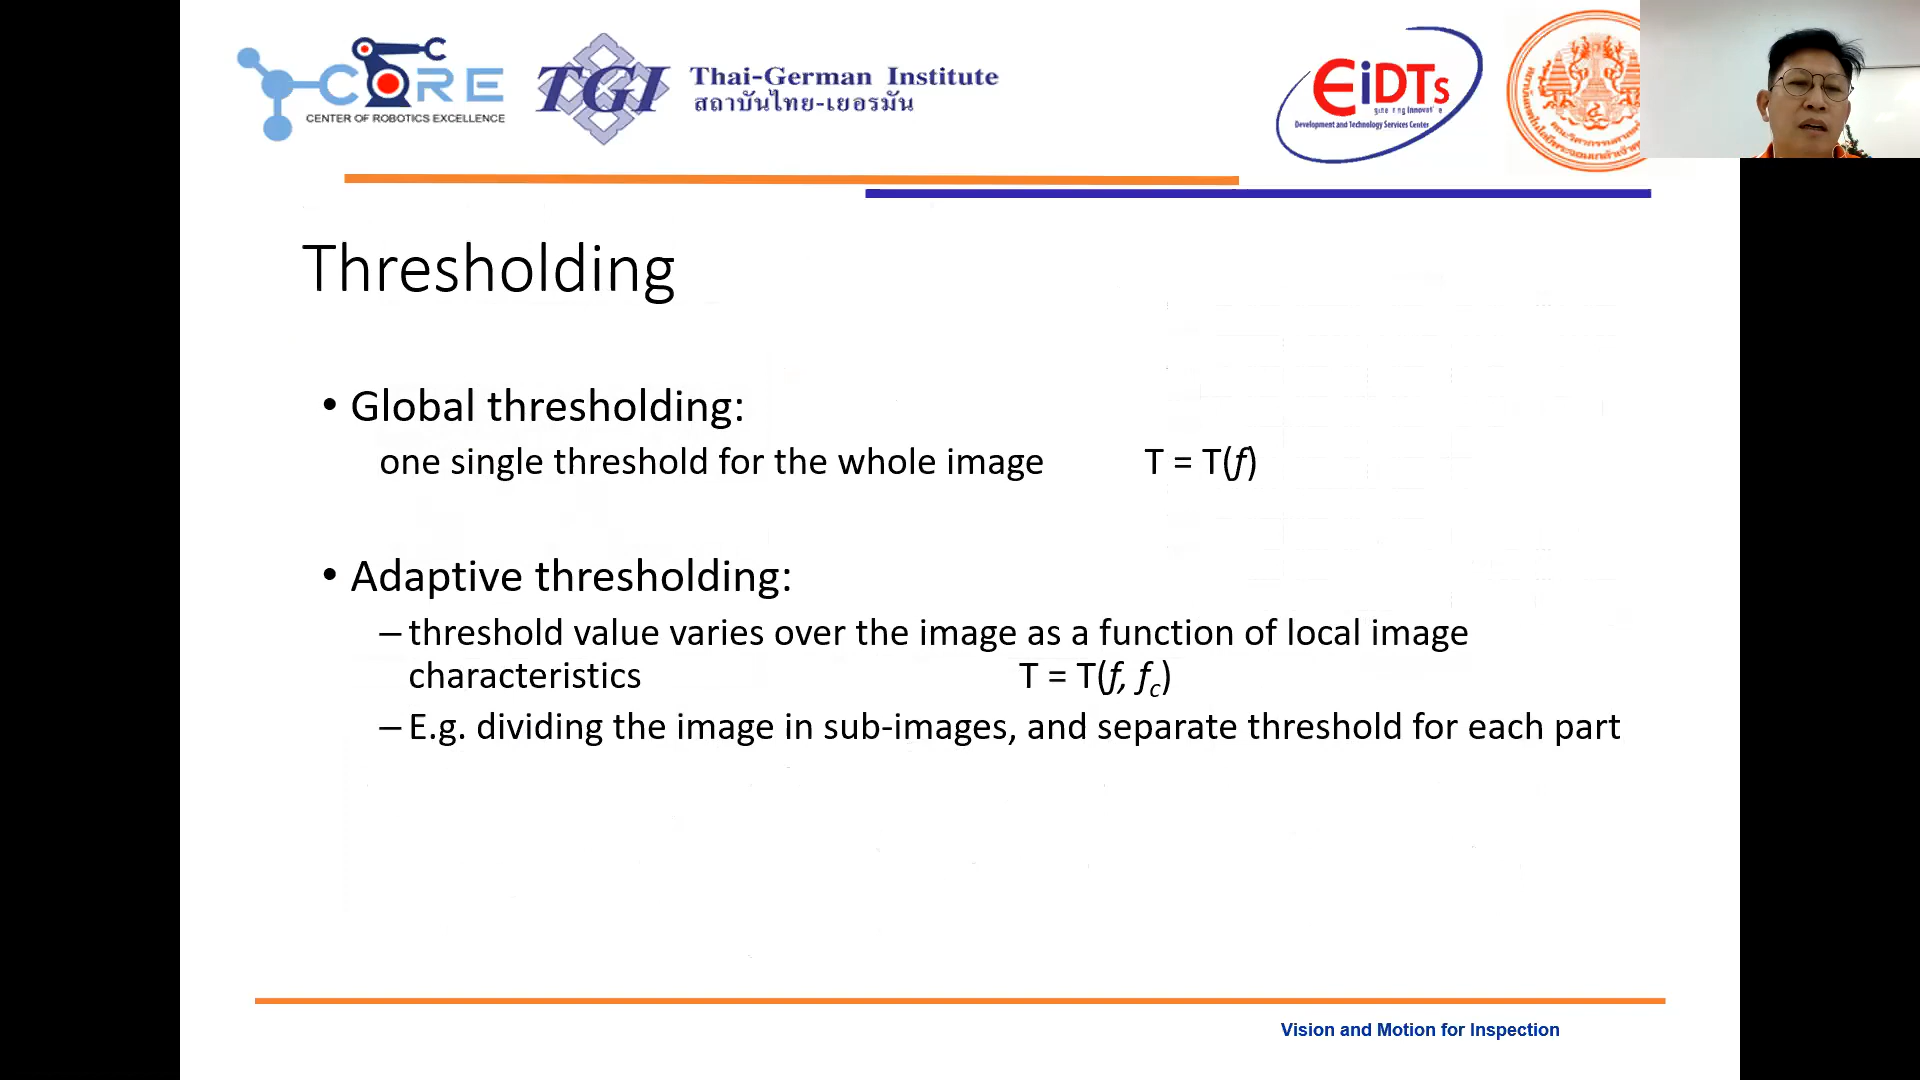 CORE
CENTER OF ROBOTICS EXCELLENCE
TGI
Thai-German Institute
สถาบันไทย-เยอรมัน
EiDTs
Development and Technology Services Center
Thresholding
• Global thresholding:
one single threshold for the whole image T = T(f)
• Adaptive thresholding:
– threshold value varies over the image as a function of local image
characteristics T = T(f, fc)
– E.g. dividing the image in sub-images, and separate threshold for each part
Vision and Motion for Inspection